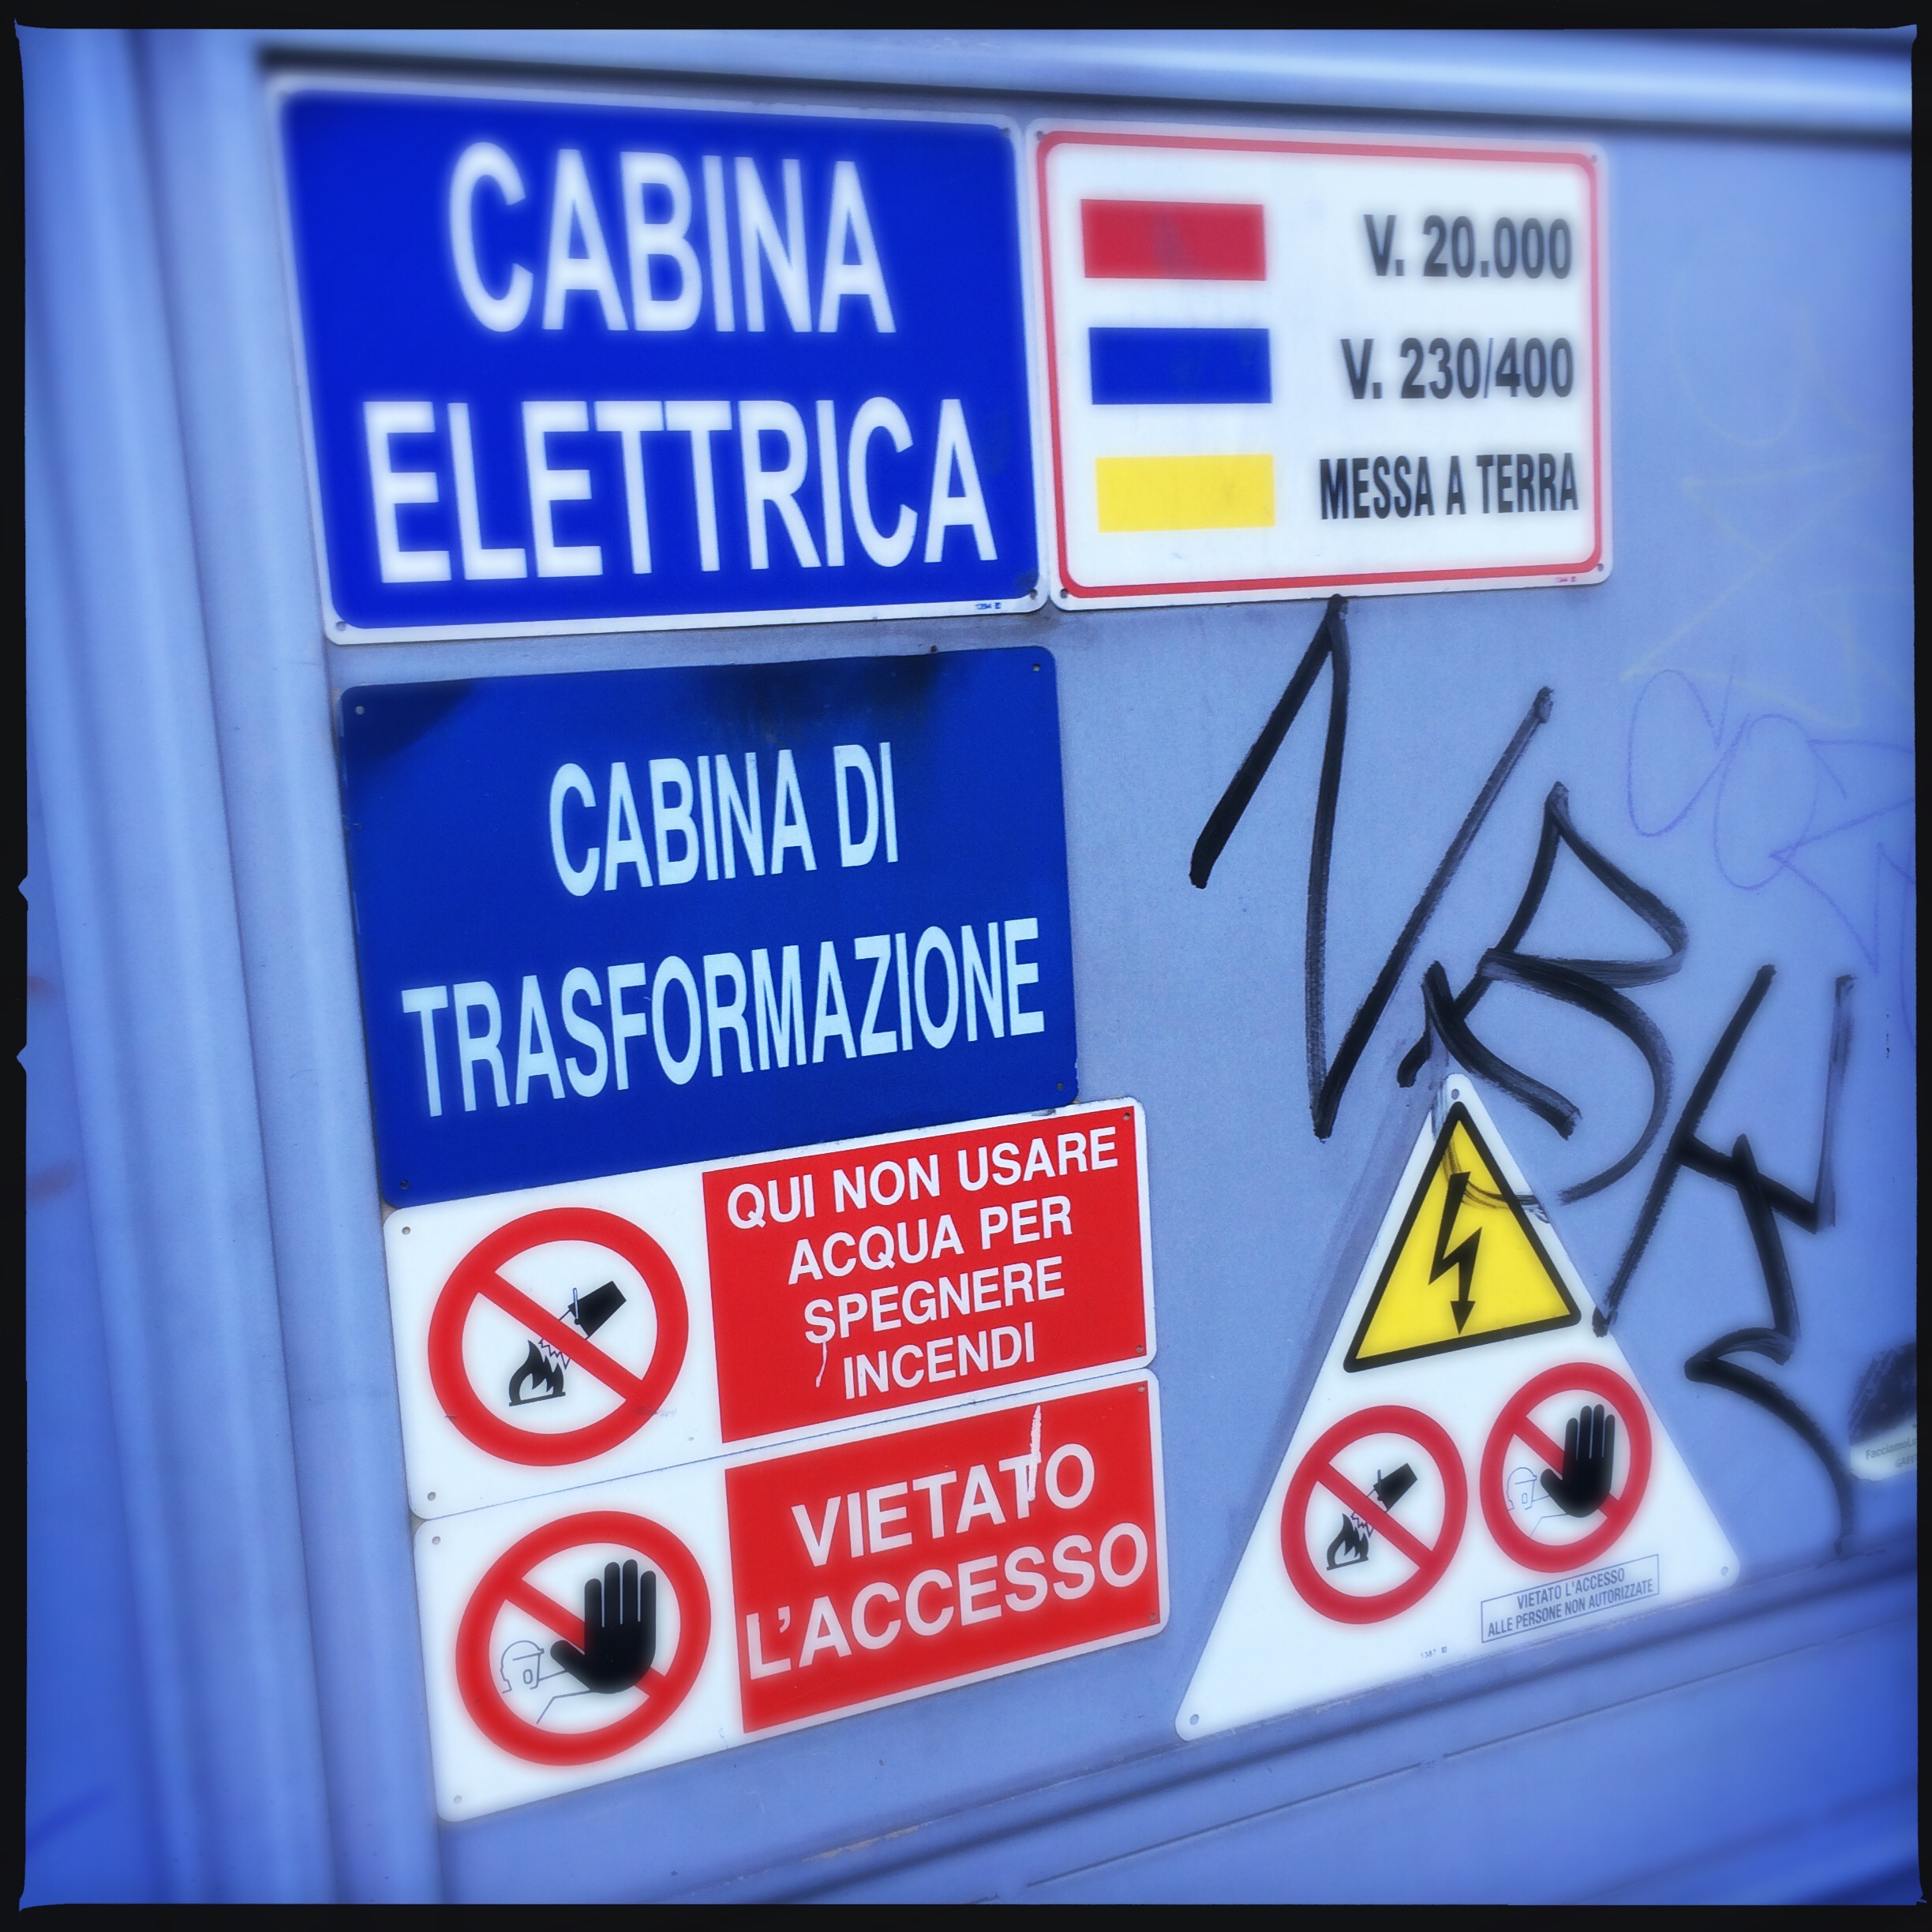 CABINA
ELETTRICA
V. 20.000
V. 230/400
MESSA A TERRA
CABINA DI
TRASFORMAZIONE
QUI NON USARE
ACQUA PER
SPEGNERE
INCENDI
VIETATO
L'ACCESSO
VIETATO L'ACCESSO
ALLE PERSONE NON AUTORIZZATE